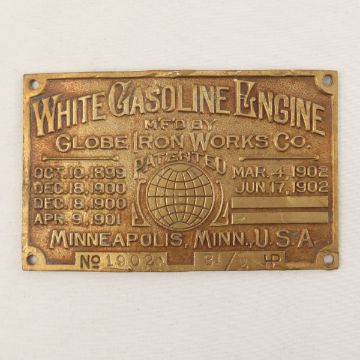 WHITE GASOLINE ENGINE
M'F'D BY
GLOBE IRON WORKS CO.
PATENTED
OCT. 10, 1899
DEC. 18, 1900
DEC. 18, 1900
APR. 9, 1901
MAR. 4, 1902
JUN. 17, 1902
MINNEAPOLIS, MINN., U.S.A
No HP